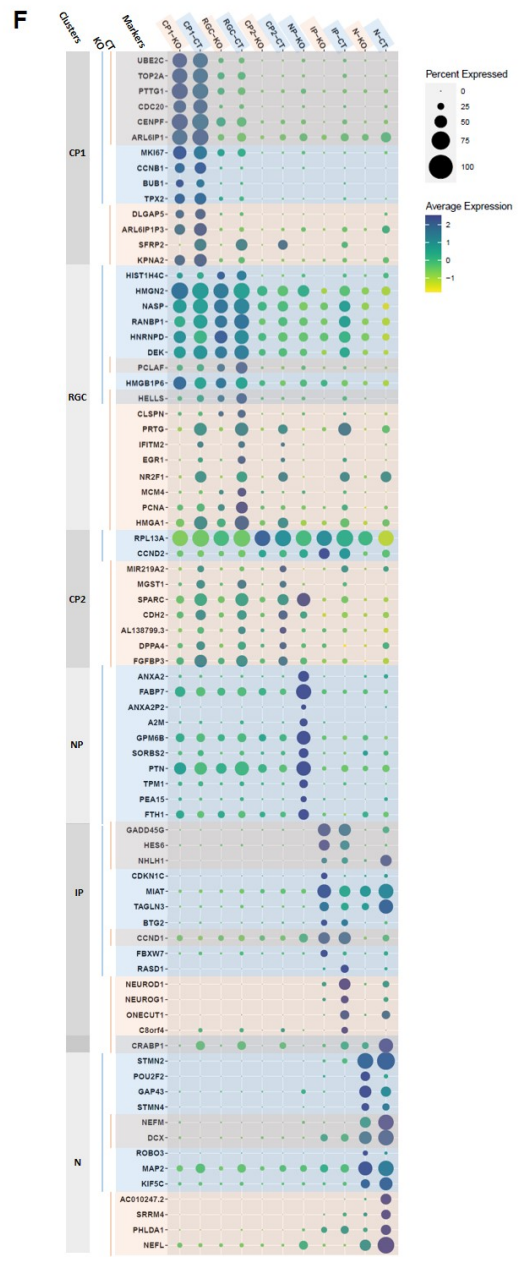 F
Clusters
KO
CT
Markers
CP1-KO
CP1-CT
RGC-KO
RGC-CT
CP2-KO
CP2-CT
NP-KO
IP-KO
IP-CT
N-KO
N-CT
CP1
UBE2C
TOP2A
PTTG1
CDC20
CENPF
ARL6IP1
MKI67
CCNB1
BUB1
TPX2
DLGAP5
ARL6IP1P3
SFRP2
KPNA2
RGC
HIST1H4C
HMGN2
NASP
RANBP1
HNRNPD
DEK
PCLAF
HMGB1P6
HELLS
CLSPN
PRTG
IFITM2
EGR1
NR2F1
MCM4
PCNA
HMGA1
CP2
RPL13A
CCND2
MIR219A2
MGST1
SPARC
CDH2
AL138799.3
DPPA4
FGFBP3
NP
ANXA2
FABP7
ANXA2P2
A2M
GPM6B
SORBS2
PTN
TPM1
PEA15
FTH1
IP
GADD45G
HES6
NHLH1
CDKN1C
MIAT
TAGLN3
BTG2
CCND1
FBXW7
RASD1
NEUROD1
NEUROG1
ONECUT1
C8orf4
CRABP1
N
STMN2
POU2F2
GAP43
STMN4
NEFM
DCX
ROBO3
MAP2
KIF5C
AC010247.2
SRRM4
PHLDA1
NEFL
Percent Expressed
0
25
50
75
100
Average Expression
2
1
0
−1